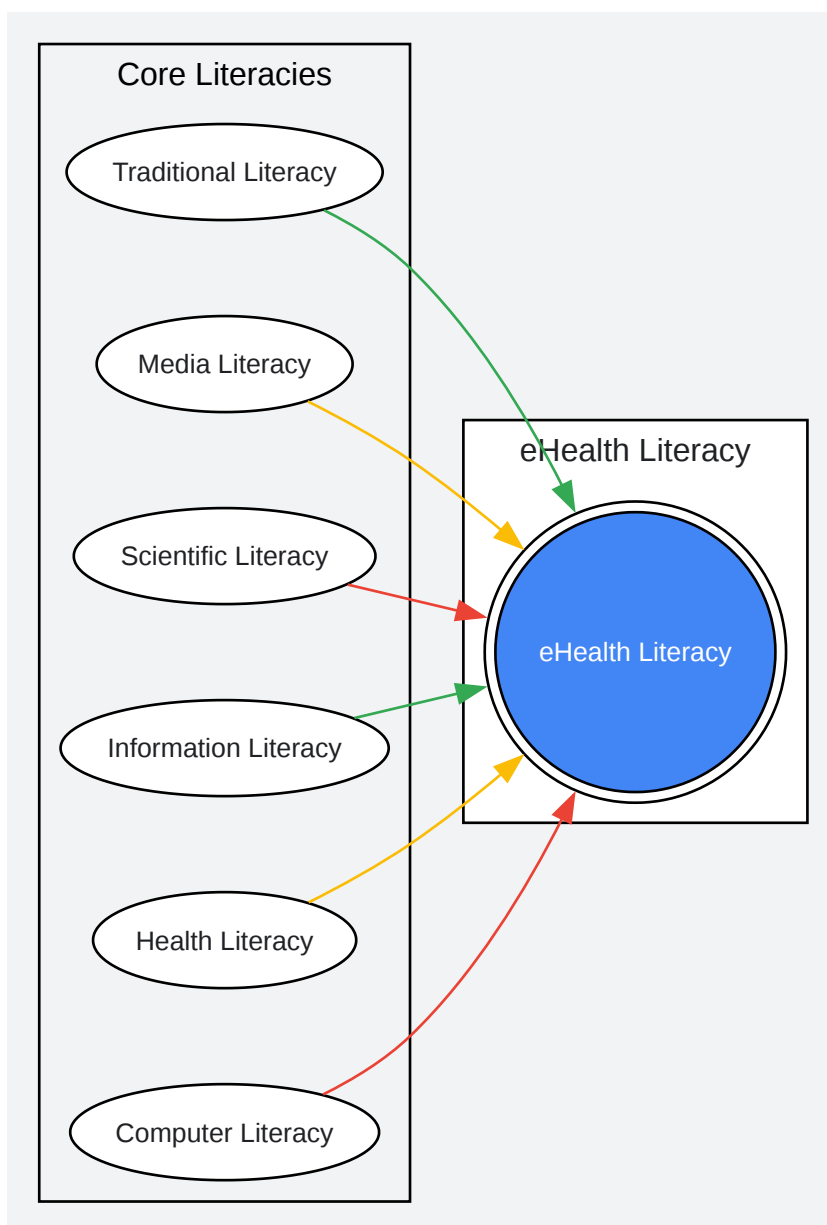 Core Literacies
Traditional Literacy
Media Literacy
Scientific Literacy
Information Literacy
Health Literacy
Computer Literacy
eHealth Literacy
eHealth Literacy